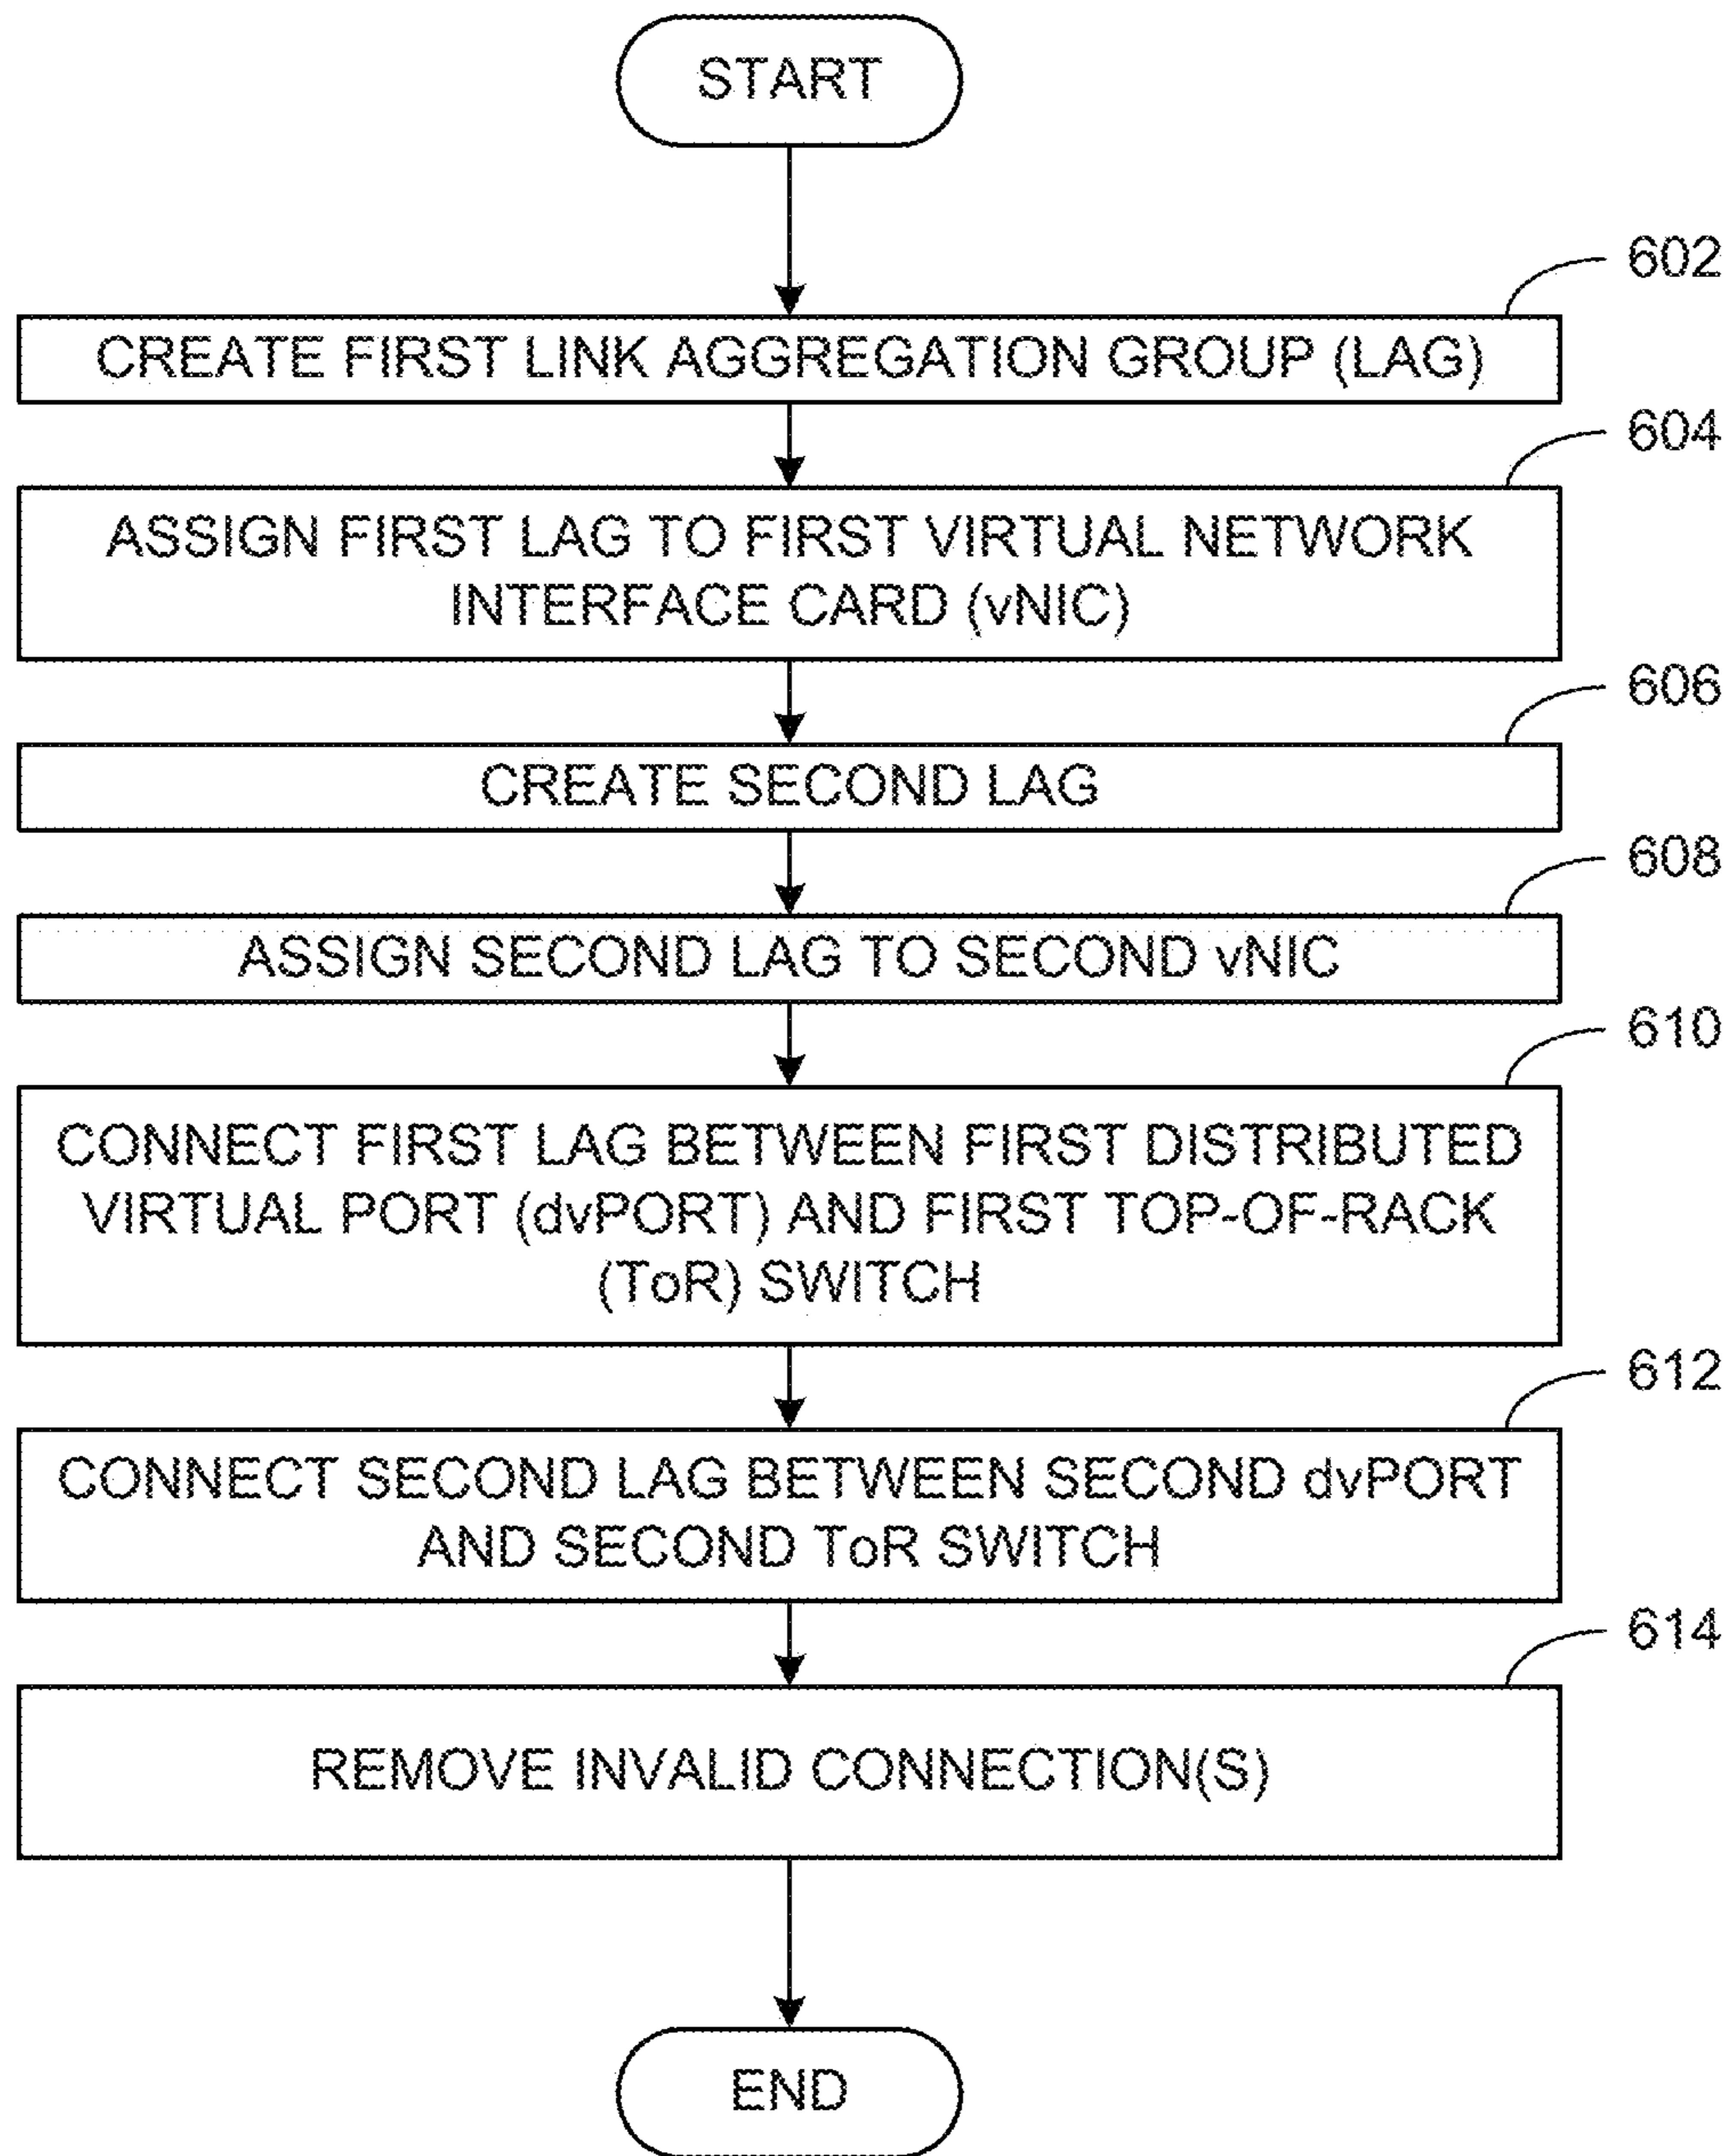 START
602
CREATE FIRST LINK AGGREGATION GROUP (LAG)
604
ASSIGN FIRST LAG TO FIRST VIRTUAL NETWORK
INTERFACE CARD (vNIC)
606
CREATE SECOND LAG
608
ASSIGN SECOND LAG TO SECOND vNIC
610
CONNECT FIRST LAG BETWEEN FIRST DISTRIBUTED
VIRTUAL PORT (dvPORT) AND FIRST TOP-OF-RACK
(ToR) SWITCH
612
CONNECT SECOND LAG BETWEEN SECOND dvPORT
AND SECOND ToR SWITCH
614
REMOVE INVALID CONNECTION(S)
END